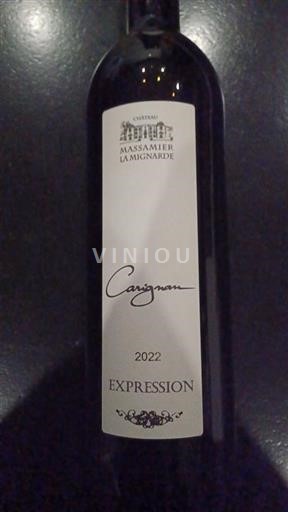 CHÂTEAU
MASSAMIER
LA MIGNARDE
VINIOU
Carignan
2022
EXPRESSION